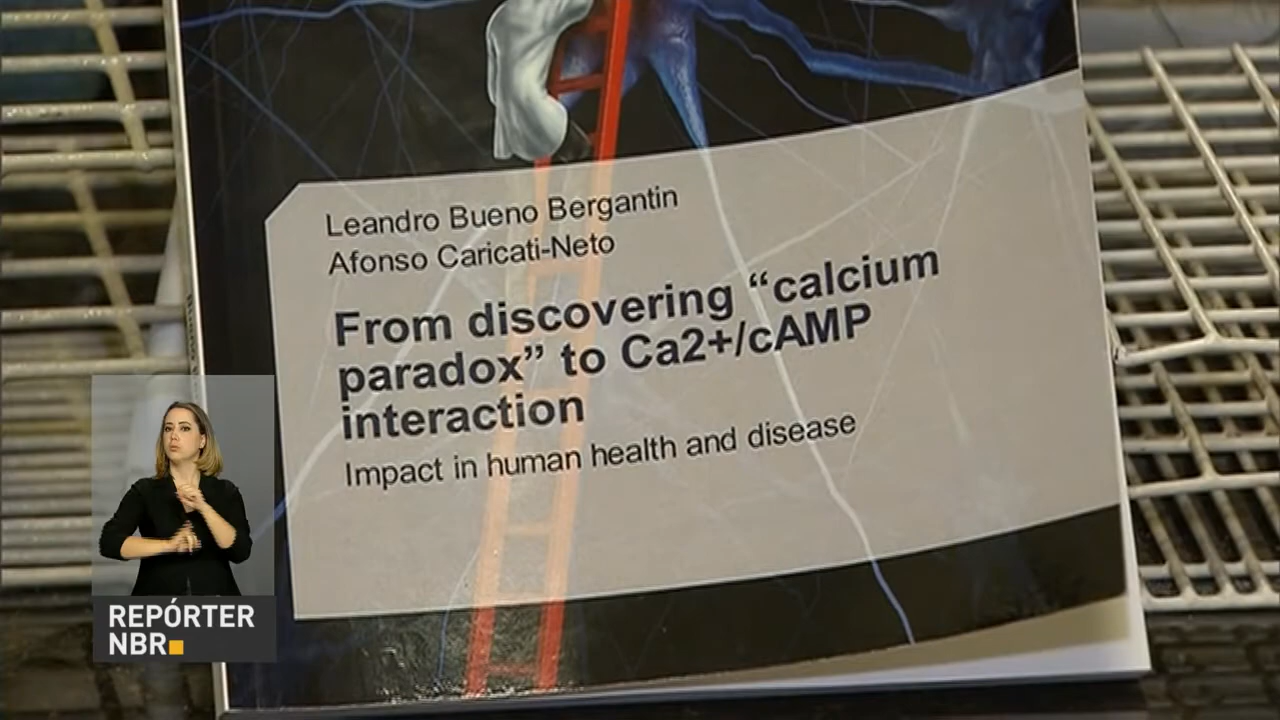 Leandro Bueno Bergantin
Afonso Caricati-Neto
From discovering “calcium
paradox” to Ca2+/cAMP
interaction
Impact in human health and disease
REPÓRTER
NBR